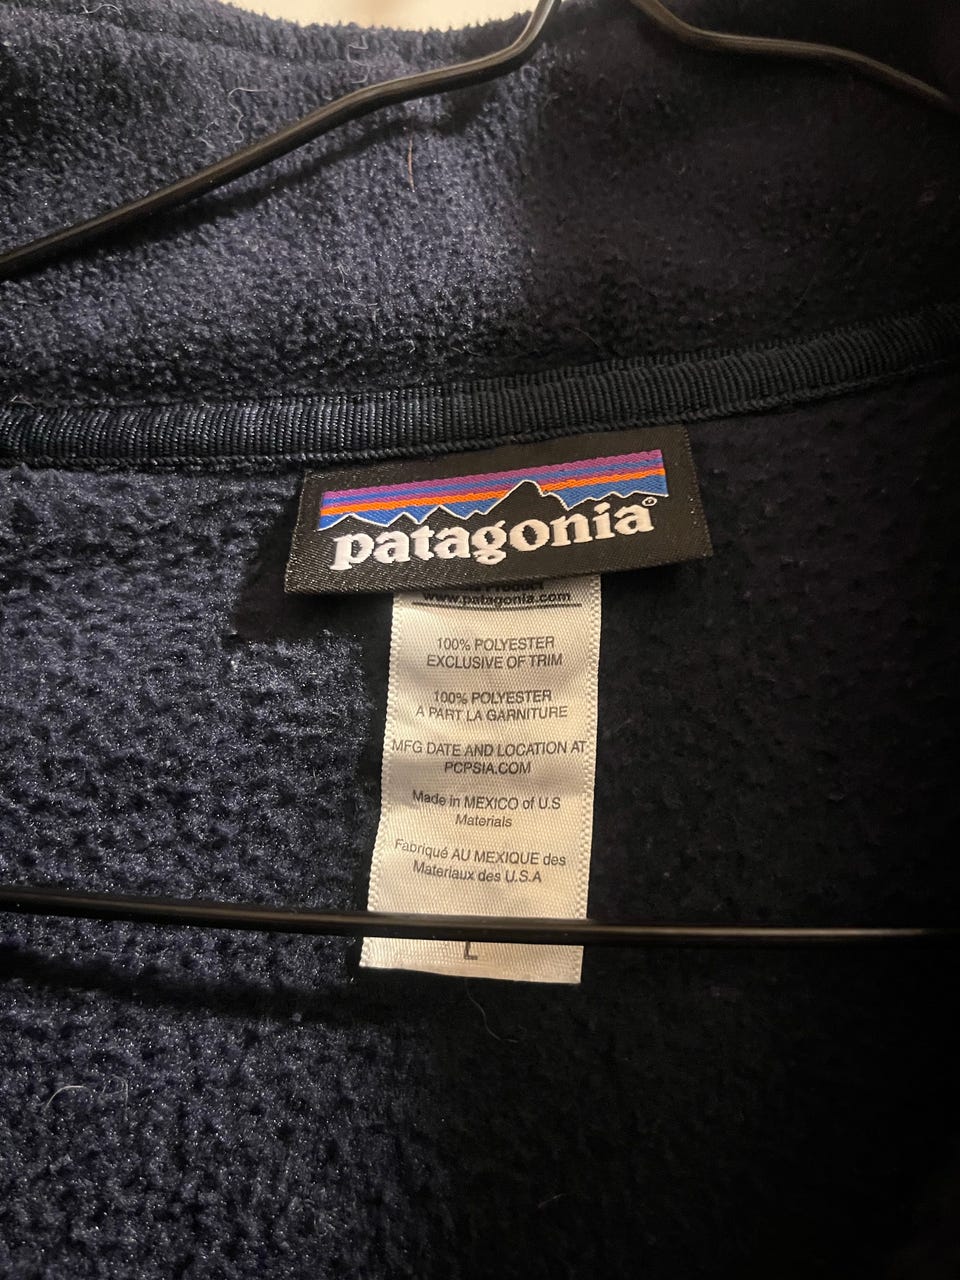 patagonia®
Product
www.patagonia.com
100% POLYESTER
EXCLUSIVE OF TRIM
100% POLYESTER
A PART LA GARNITURE
MFG DATE AND LOCATION AT
PCPSIA.COM
Made in MEXICO of U.S
Materials
Fabriqué AU MEXIQUE des
Materiaux des U.S.A
L